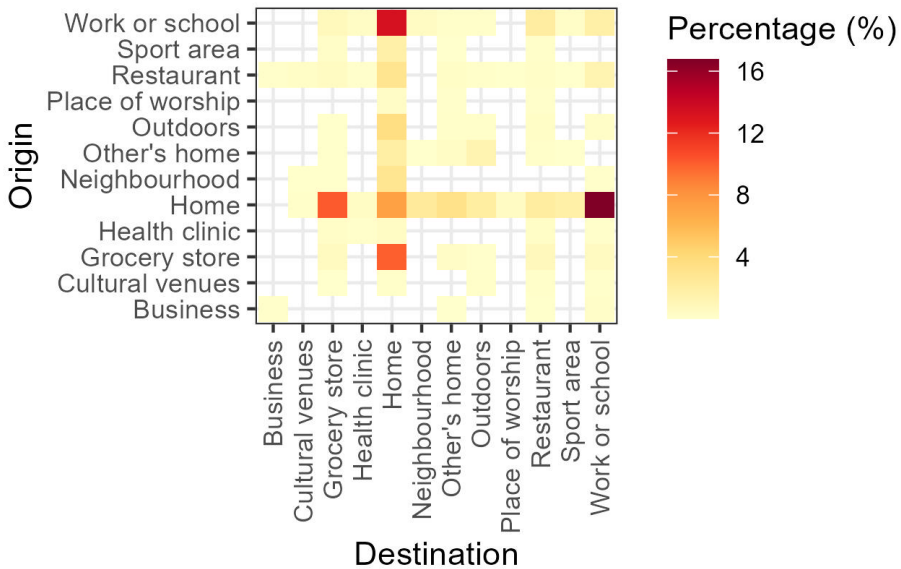 Percentage (%)
16
12
8
4
Origin
Work or school
Sport area
Restaurant
Place of worship
Outdoors
Other's home
Neighbourhood
Home
Health clinic
Grocery store
Cultural venues
Business
Business
Cultural venues
Grocery store
Health clinic
Home
Neighbourhood
Other's home
Outdoors
Place of worship
Restaurant
Sport area
Work or school
Destination